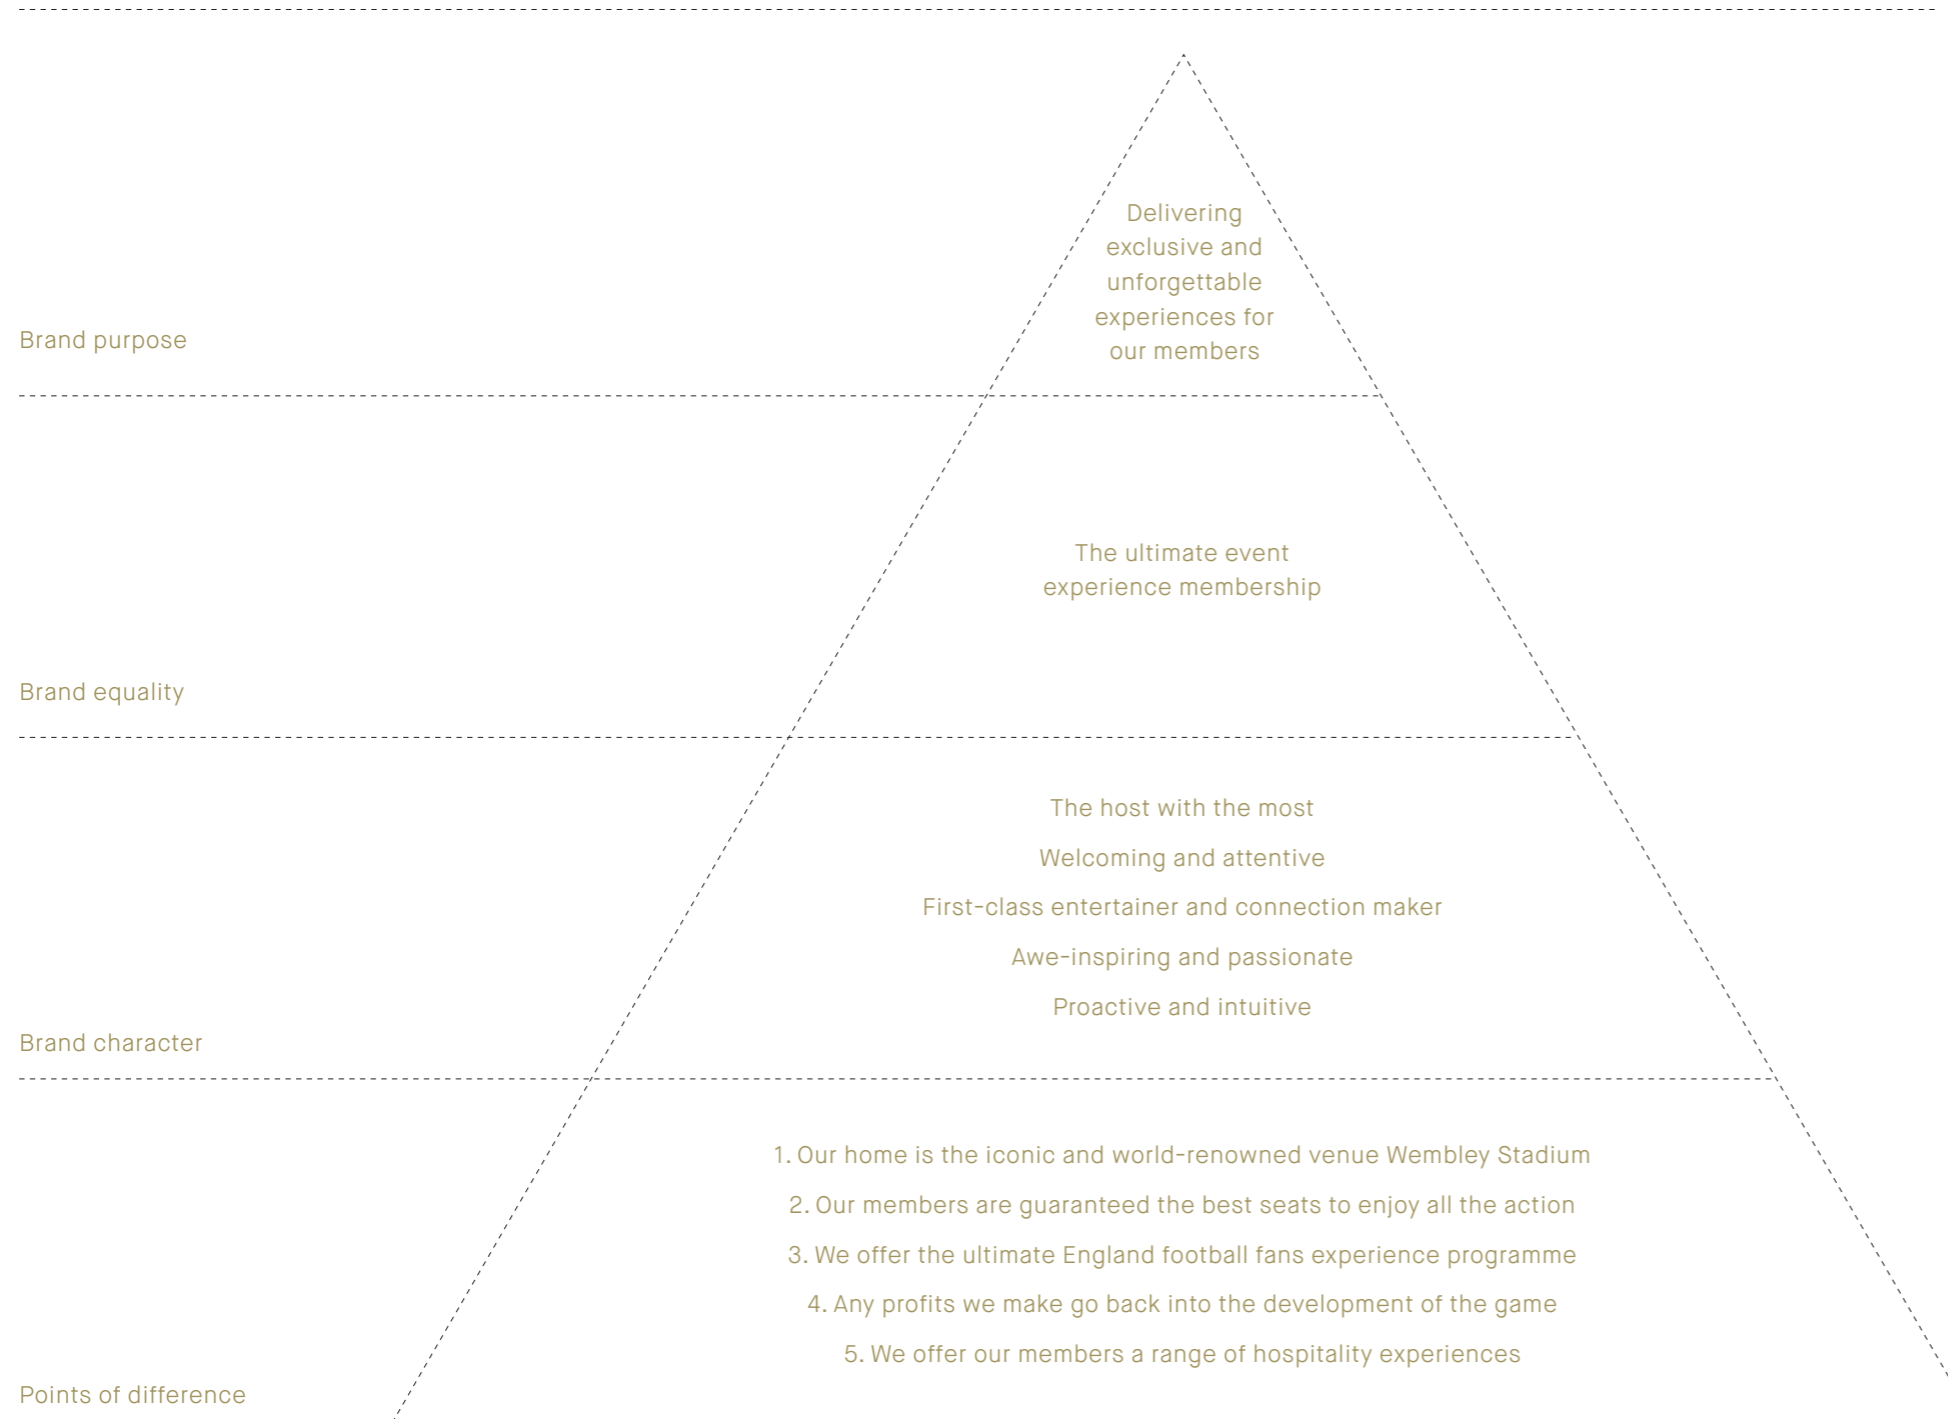 Delivering
exclusive and
unforgettable
experiences for
our members
Brand purpose
The ultimate event
experience membership
Brand equality
The host with the most
Welcoming and attentive
First-class entertainer and connection maker
Awe-inspiring and passionate
Proactive and intuitive
Brand character
1. Our home is the iconic and world-renowned venue Wembley Stadium
2. Our members are guaranteed the best seats to enjoy all the action
3. We offer the ultimate England football fans experience programme
4. Any profits we make go back into the development of the game
5. We offer our members a range of hospitality experiences
Points of difference